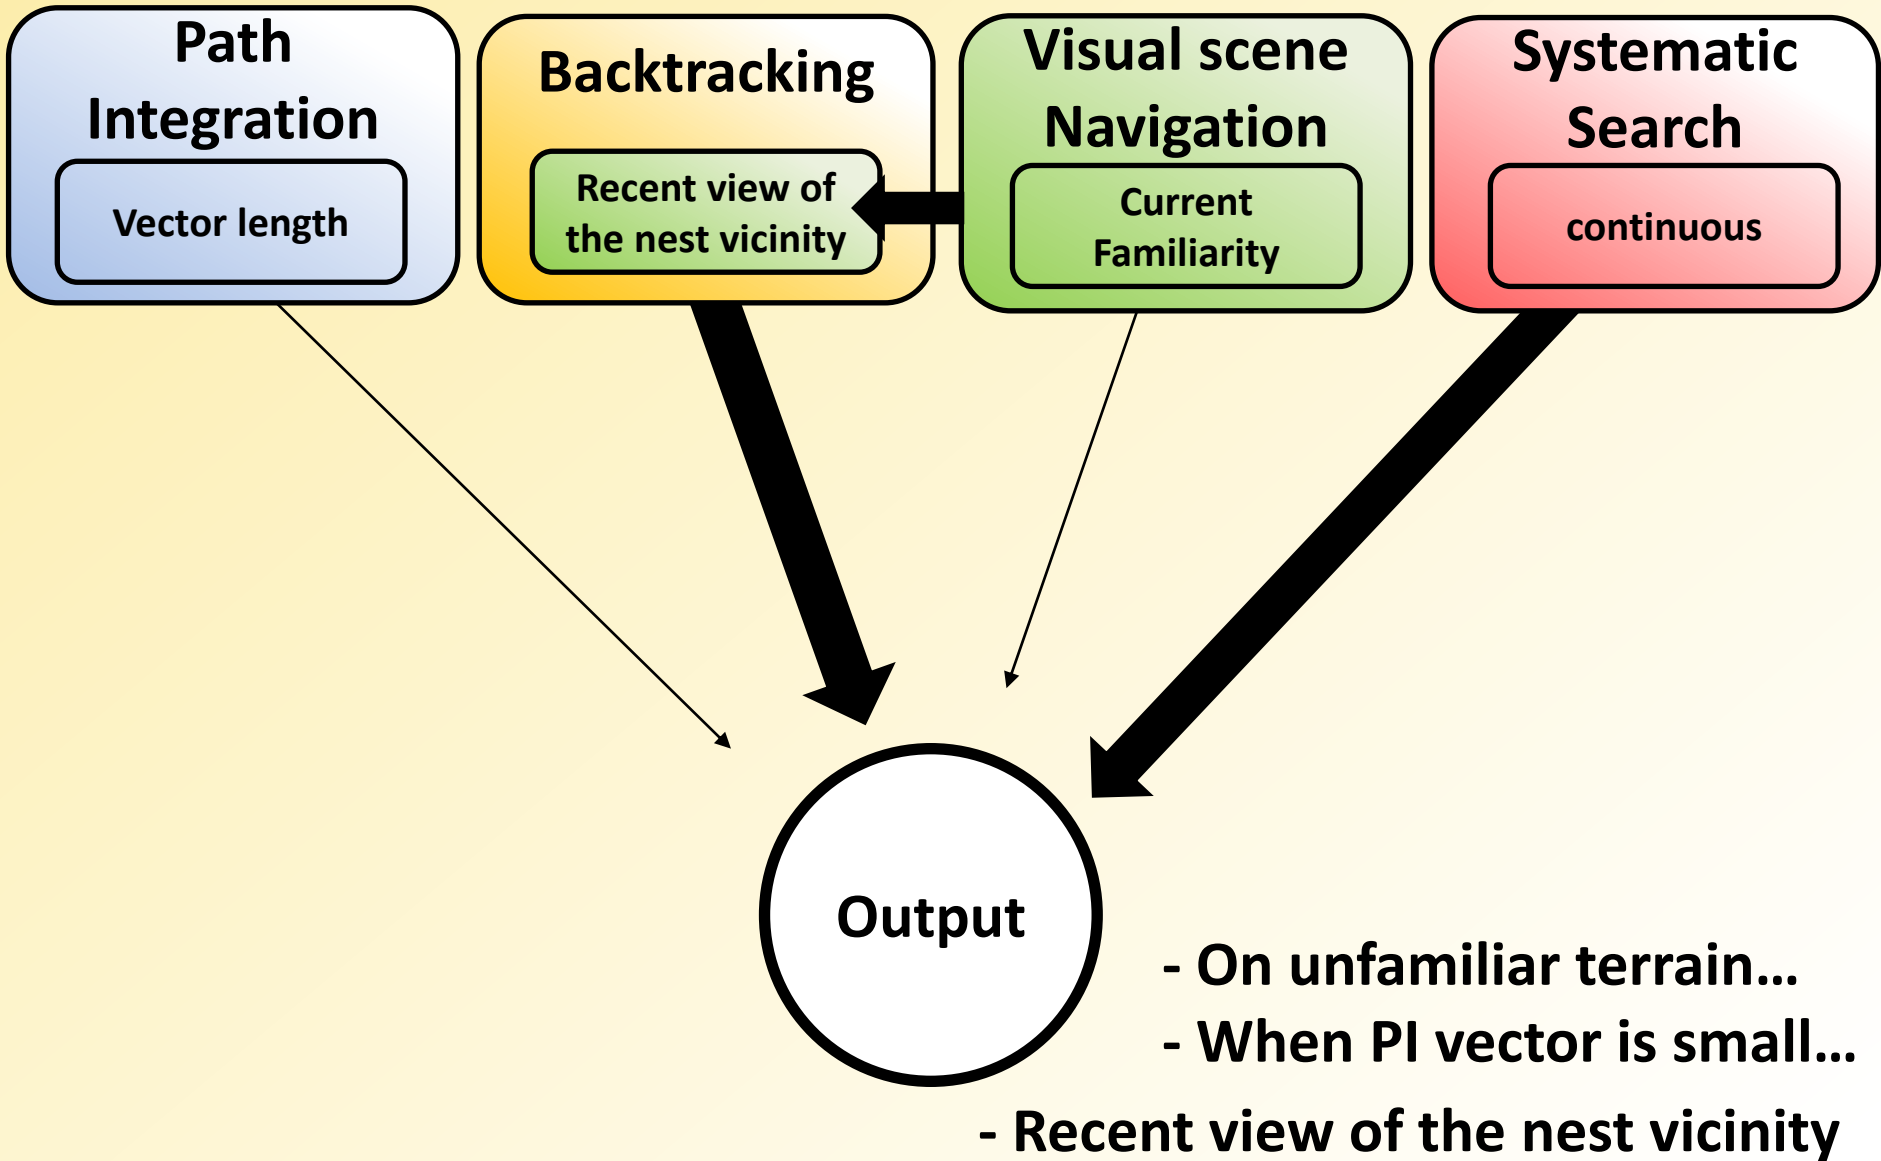 Path
Integration
Vector length
Backtracking
Recent view of
the nest vicinity
Visual scene
Navigation
Current
Familiarity
Systematic
Search
continuous
Output
- On unfamiliar terrain...
- When PI vector is small...
- Recent view of the nest vicinity